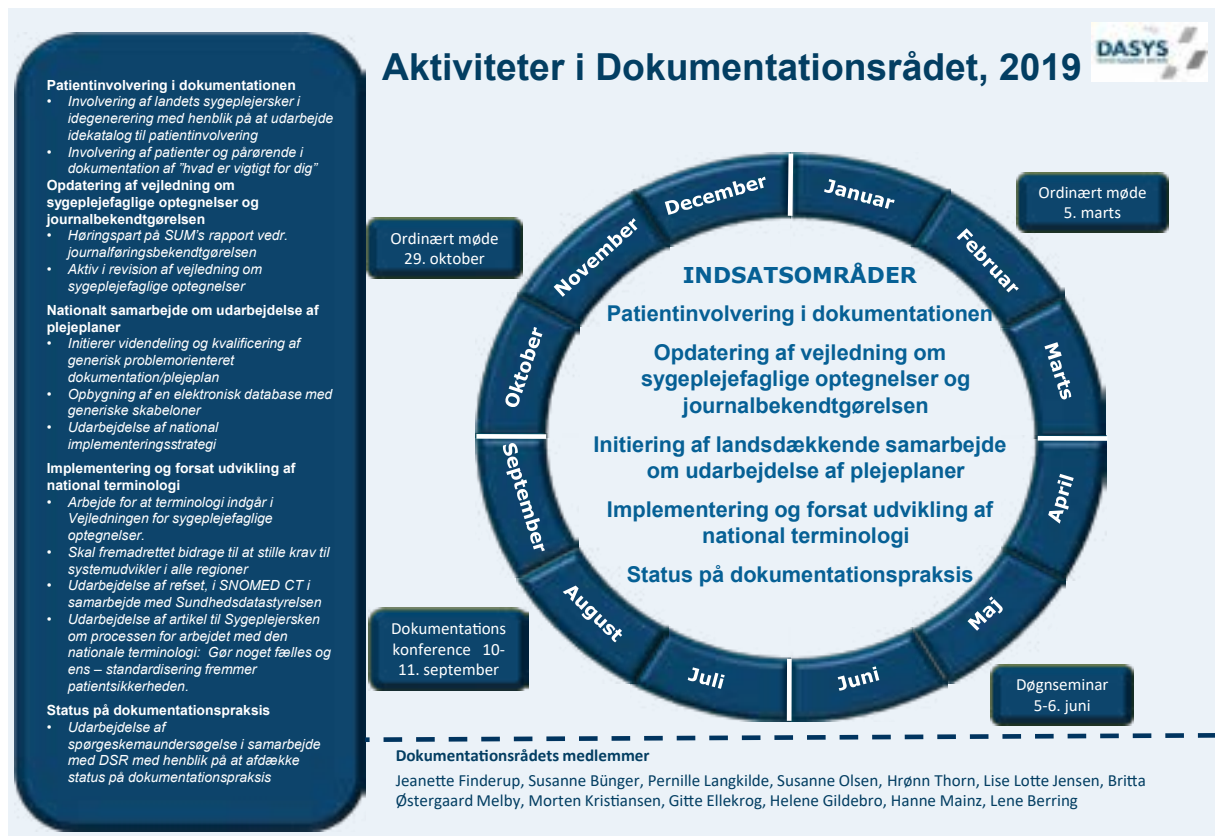 Aktiviteter i Dokumentationsrådet, 2019
DASYS
Patientinvolvering i dokumentationen
• Involvering af landets sygeplejersker i
idegenerering med henblik på at udarbejde
idekatalog til patientinvolvering
• Involvering af patienter og pårørende i
dokumentation af ”hvad er vigtigt for dig”
Opdatering af vejledning om
sygeplejefaglige optegnelser og
journalbekendtgørelsen
• Høringspart på SUM’s rapport vedr.
journalføringsbekendtgørelsen
• Aktiv i revision af vejledning om
sygeplejefaglige optegnelser
Nationalt samarbejde om udarbejdelse af
plejeplaner
• Initierer videndeling og kvalificering af
generisk problemorienteret
dokumentation/plejeplan
• Opbygning af en elektronisk database med
generiske skabeloner
• Udarbejdelse af national
implementeringsstrategi
Implementering og forsat udvikling af
national terminologi
• Arbejde for at terminologi indgår i
Vejledningen for sygeplejefaglige
optegnelser.
• Skal fremadrettet bidrage til at stille krav til
systemudvikler i alle regioner
• Udarbejdelse af refset, i SNOMED CT i
samarbejde med Sundhedsdatastyrelsen
• Udarbejdelse af artikel til Sygeplejersken
om processen for arbejdet med den
nationale terminologi: Gør noget fælles og
ens – standardisering fremmer
patientsikkerheden.
Status på dokumentationspraksis
• Udarbejdelse af
spørgeskemaundersøgelse i samarbejde
med DSR med henblik på at afdække
status på dokumentationspraksis
Januar
Februar
Marts
April
Maj
Juni
Juli
August
September
Oktober
November
December
Ordinært møde
5. marts
Døgnseminar
5-6. juni
Dokumentations
konference 10-
11. september
Ordinært møde
29. oktober
INDSATSOMRÅDER
Patientinvolvering i dokumentationen
Opdatering af vejledning om
sygeplejefaglige optegnelser og
journalbekendtgørelsen
Initiering af landsdækkende samarbejde
om udarbejdelse af plejeplaner
Implementering og forsat udvikling af
national terminologi
Status på dokumentationspraksis
Dokumentationsrådets medlemmer
Jeanette Finderup, Susanne Bünger, Pernille Langkilde, Susanne Olsen, Hrønn Thorn, Lise Lotte Jensen, Britta
Østergaard Melby, Morten Kristiansen, Gitte Ellekrog, Helene Gildebro, Hanne Mainz, Lene Berring